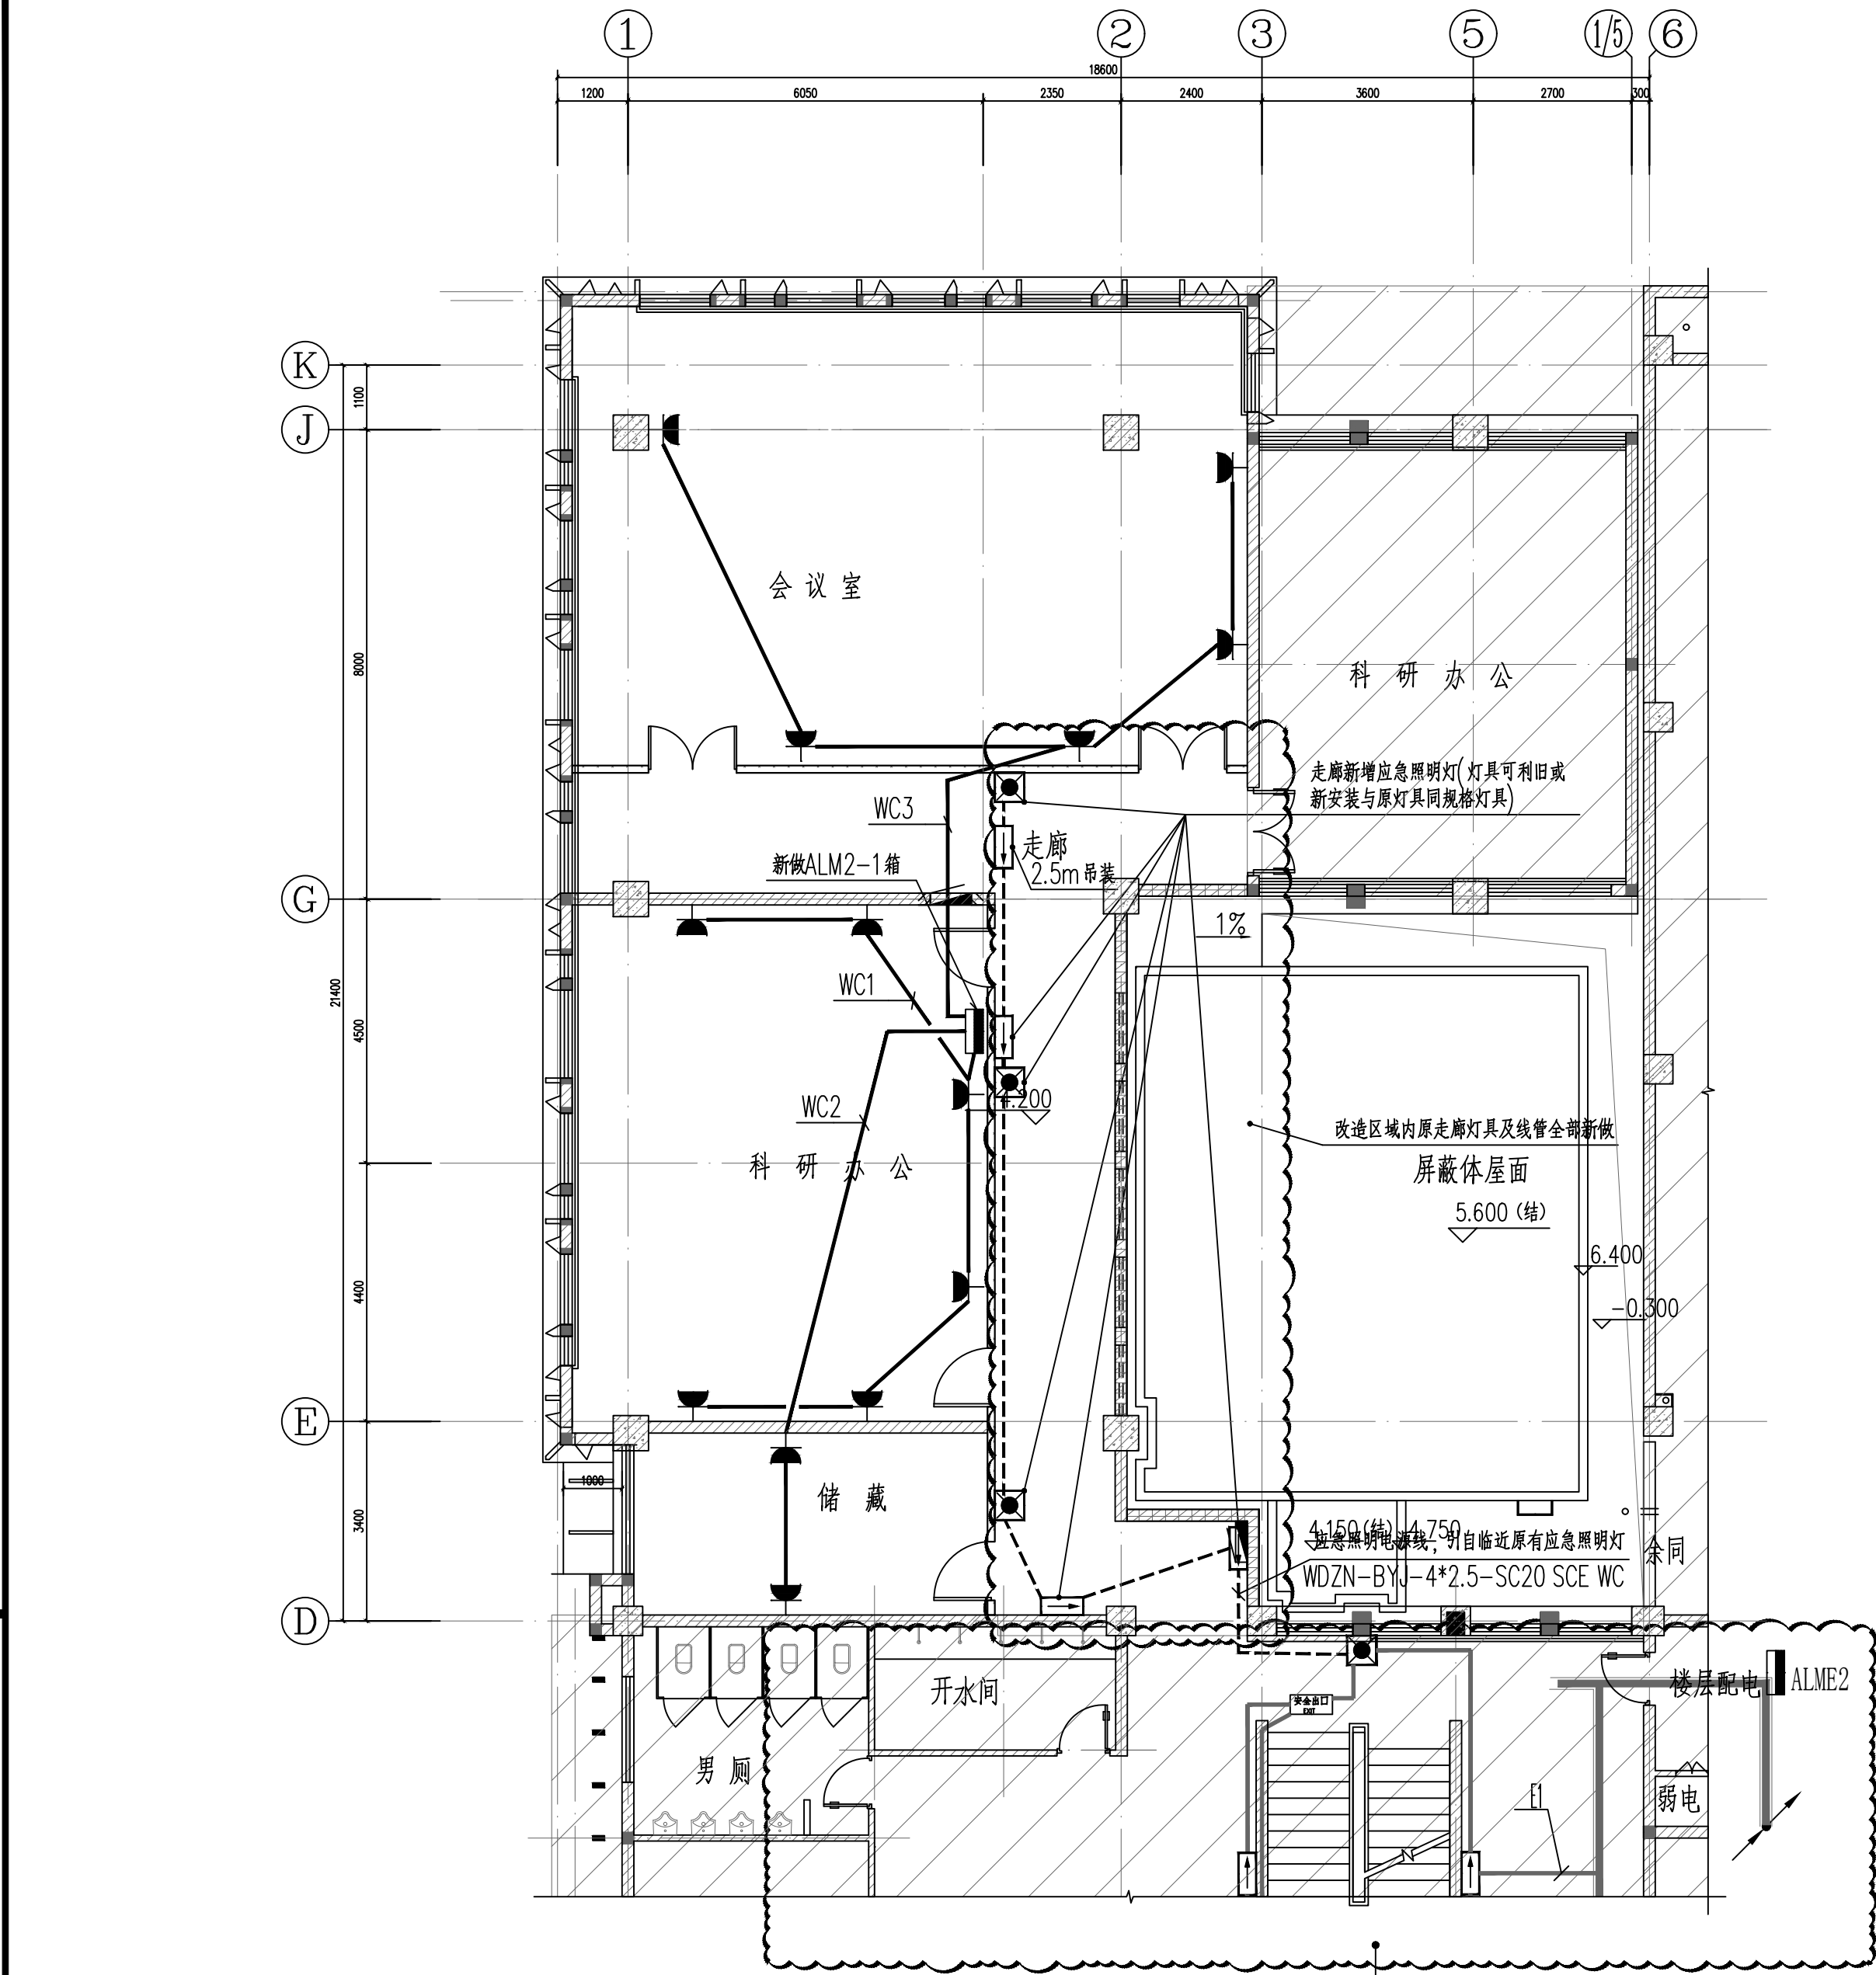 1
2
3
5
1/5
6
18600
1200
6050
2350
2400
3600
2700
300
K
J
G
E
D
1100
8000
4500
4400
3400
21400
会议室
科研办公
走廊新增应急照明灯(灯具可利旧或
新安装与原灯具同规格灯具)
WC3
新做ALM2-1箱
走廊
2.5m吊装
1%
WC1
4.200
WC2
改造区域内原走廊灯具及线管全部新做
科研办公
屏蔽体屋面
5.600(结)
6.400
-0.300
1000
储藏
4.150(结)
4.750
应急照明电源线,引自临近原有应急照明灯
余同
WDZN-BYJ-4*2.5-SC20 SCE WC
开水间
楼层配电
ALME2
安全出口
EXIT
男厕
E1
弱电